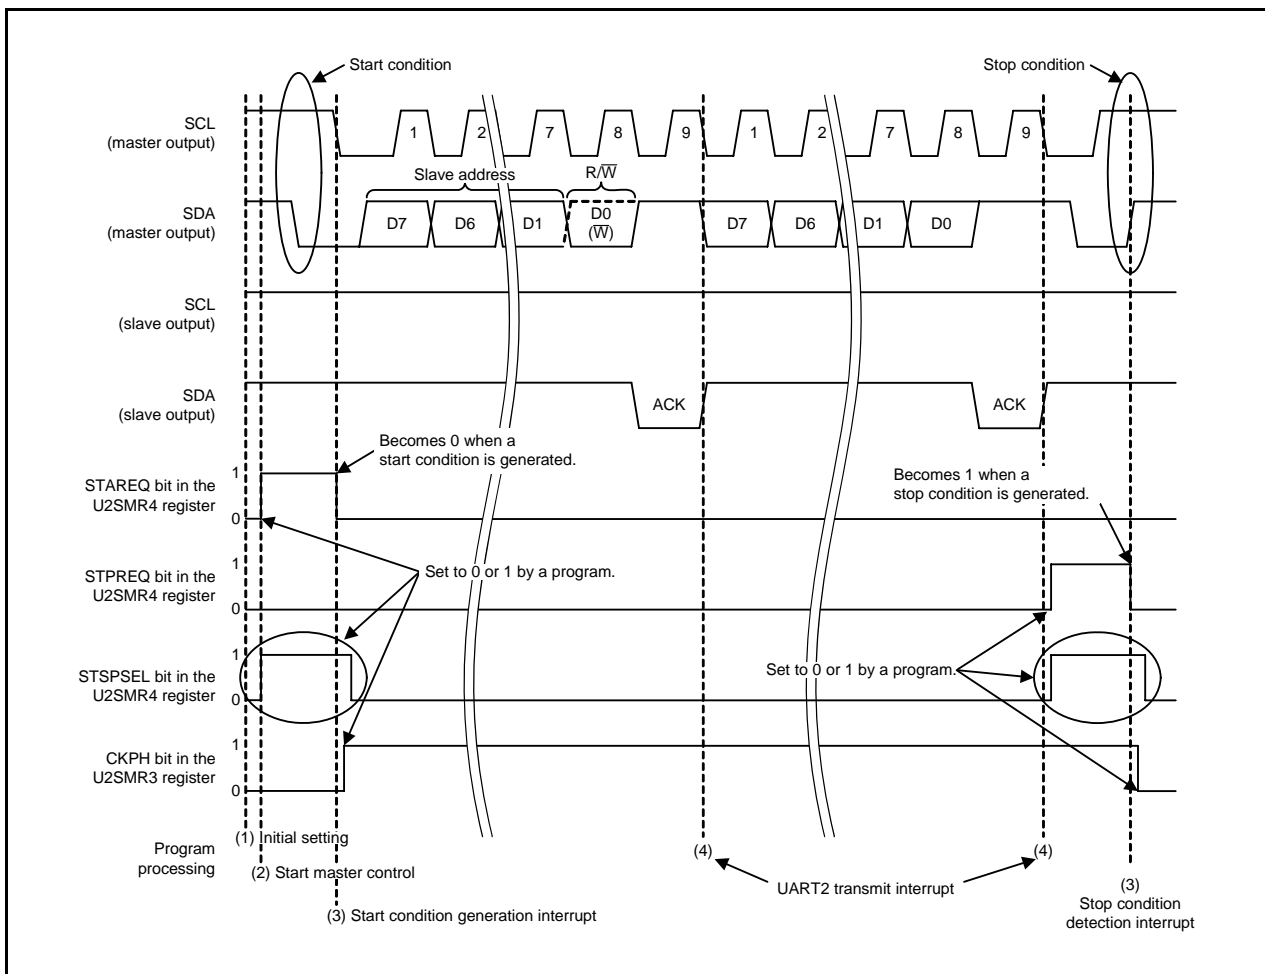 Start condition
Stop condition
SCL
(master output)
1 2 7 8 9 1 2 7 8 9
Slave address
R/W̅
SDA
(master output)
D7 D6 D1 D0
(W̅)
D7 D6 D1 D0
SCL
(slave output)
SDA
(slave output)
ACK ACK
Becomes 0 when a
start condition is generated.
STAREQ bit in the
U2SMR4 register
1
0
Becomes 1 when a
stop condition is generated.
STPREQ bit in the
U2SMR4 register
1
0
Set to 0 or 1 by a program.
STSPSEL bit in the
U2SMR4 register
1
0
Set to 0 or 1 by a program.
CKPH bit in the
U2SMR3 register
1
0
Program
processing
(1) Initial setting
(2) Start master control
(3) Start condition generation interrupt
(4) (4)
UART2 transmit interrupt
(3)
Stop condition
detection interrupt